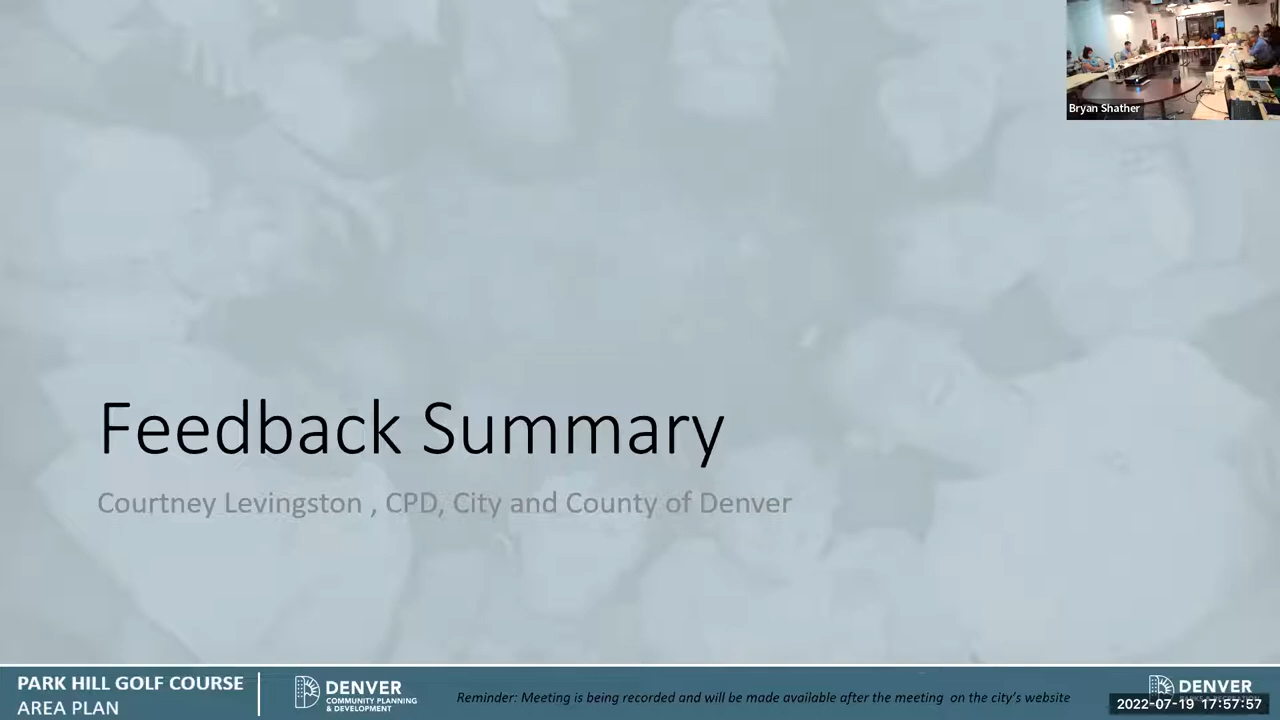 Bryan Shather
Feedback Summary
Courtney Levingston , CPD, City and County of Denver
PARK HILL GOLF COURSE
AREA PLAN
DENVER
COMMUNITY PLANNING
& DEVELOPMENT
Reminder: Meeting is being recorded and will be made available after the meeting on the city's website
DENVER
2022-07-19 17:57:57